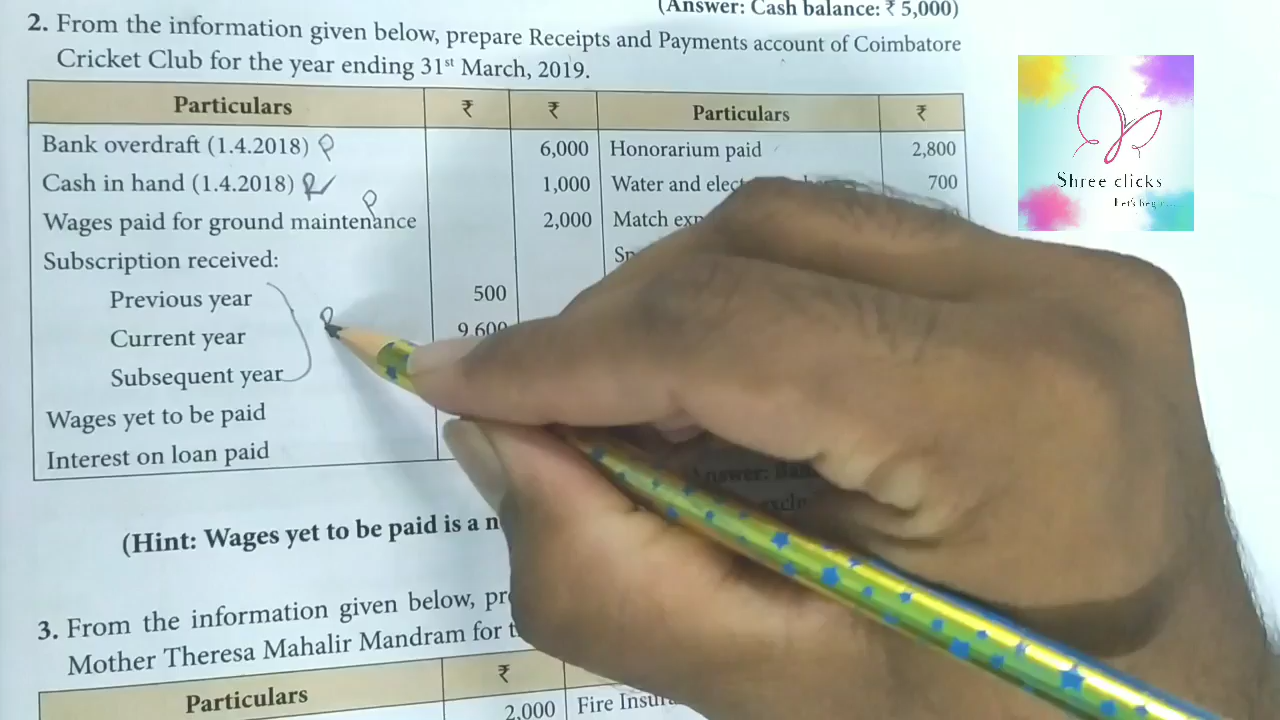 (Answer: Cash balance: ₹ 5,000)
2. From the information given below, prepare Receipts and Payments account of Coimbatore
Cricket Club for the year ending 31st March, 2019.
Particulars ₹ ₹ Particulars ₹
Bank overdraft (1.4.2018) 6,000 Honorarium paid 2,800
Cash in hand (1.4.2018) 1,000 Water and 700
Wages paid for ground maintenance 2,000 Match
Subscription received:
Previous year 500
Current year 9,600
Subsequent year
Wages yet to be paid
Interest on loan paid
(Hint: Wages yet to be paid is a
3. From the information given below,
Mother Theresa Mahalir Mandram for
Particulars ₹
2,000 Fire
Shree clicks